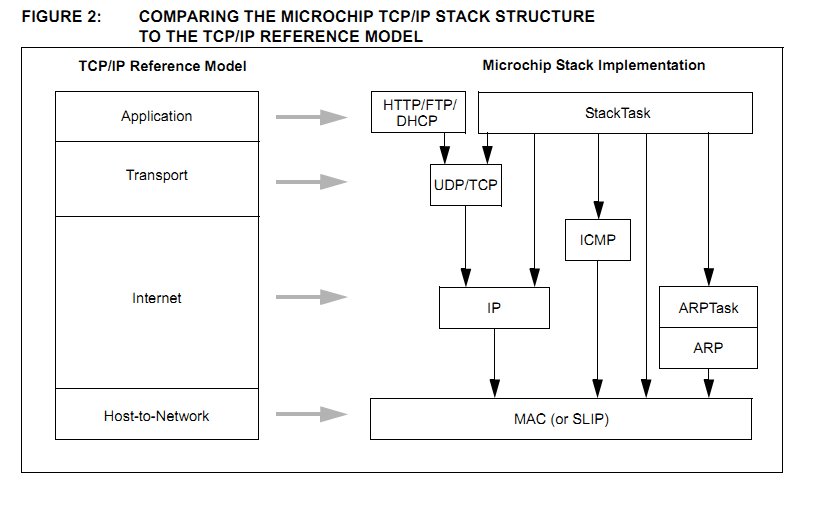 FIGURE 2: COMPARING THE MICROCHIP TCP/IP STACK STRUCTURE
TO THE TCP/IP REFERENCE MODEL
TCP/IP Reference Model
Application
Transport
Internet
Host-to-Network
Microchip Stack Implementation
HTTP/FTP/
DHCP
StackTask
UDP/TCP
ICMP
IP
ARPTask
ARP
MAC (or SLIP)